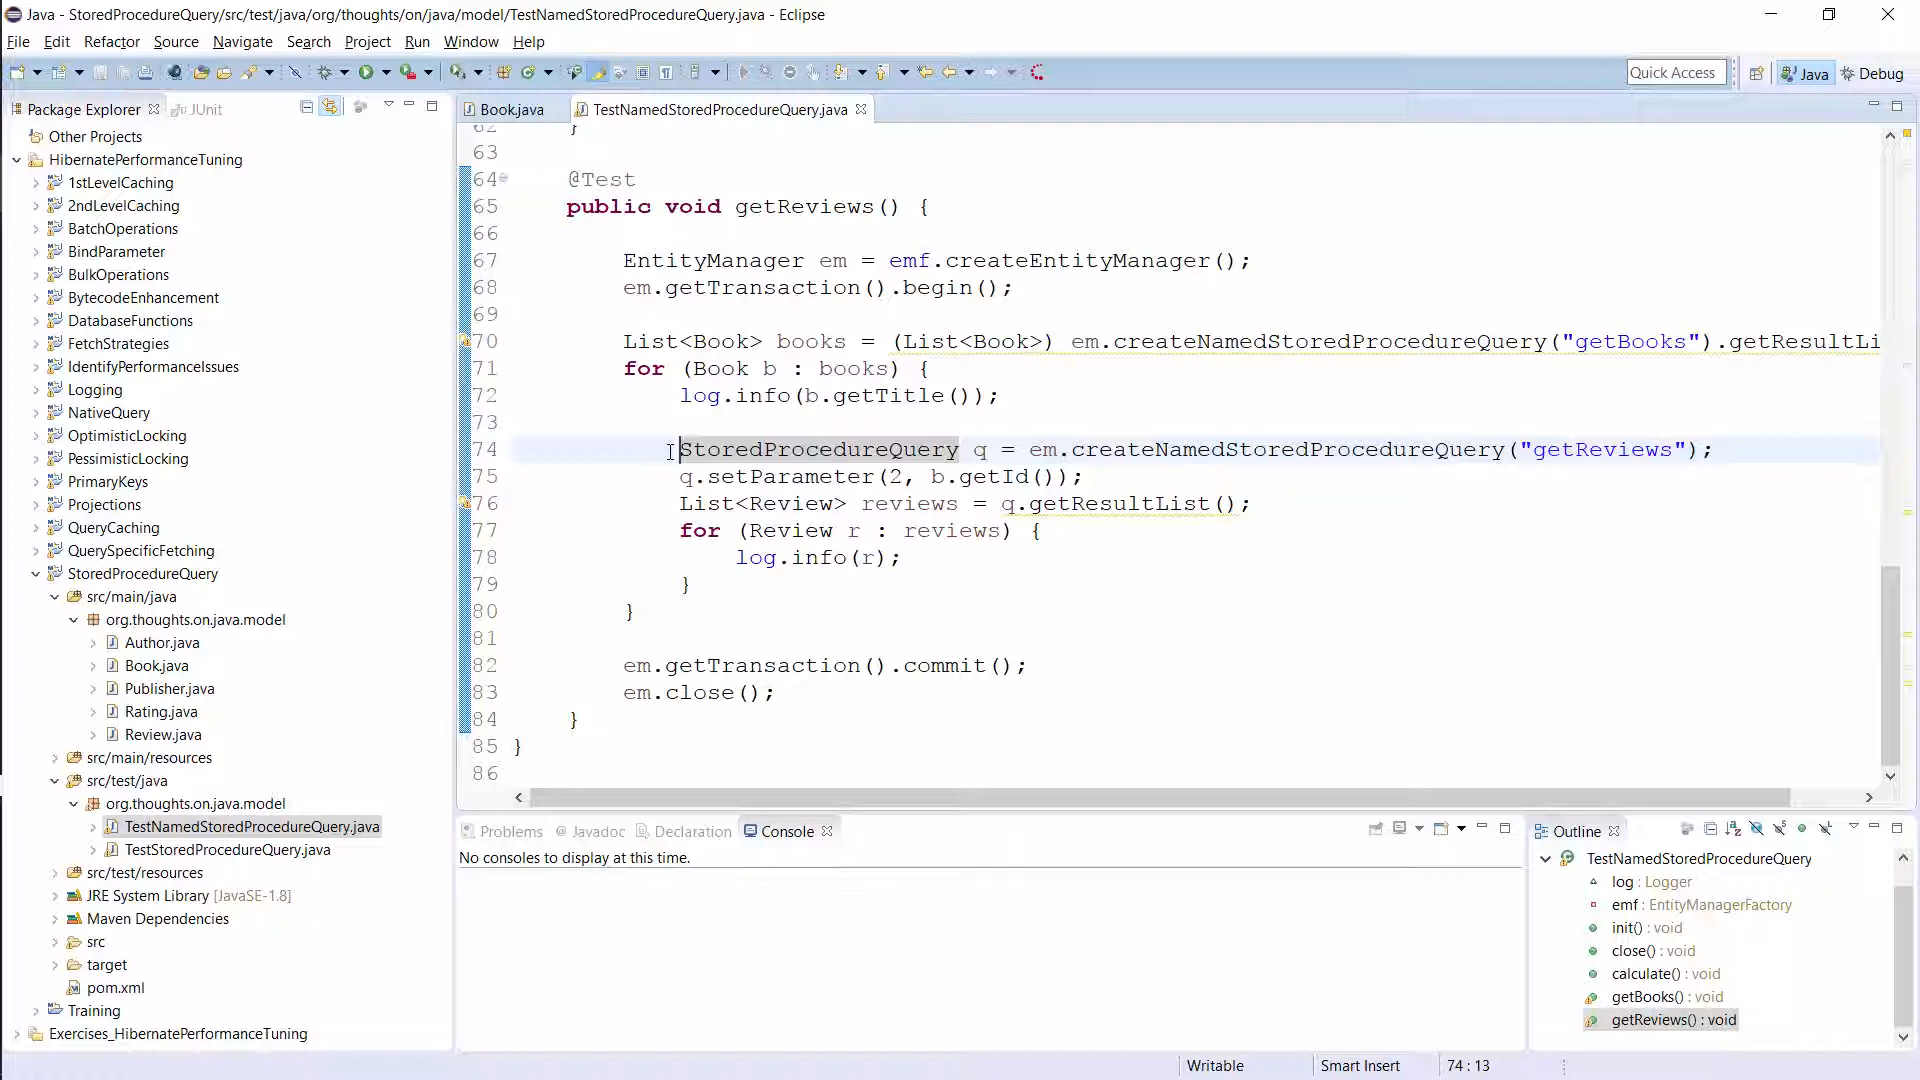 Java - StoredProcedureQuery/src/test/java/org/thoughts/on/java/model/TestNamedStoredProcedureQuery.java - Eclipse
File Edit Refactor Source Navigate Search Project Run Window Help
Quick Access Java Debug
Package Explorer JUnit
Other Projects
HibernatePerformanceTuning
1stLevelCaching
2ndLevelCaching
BatchOperations
BindParameter
BulkOperations
BytecodeEnhancement
DatabaseFunctions
FetchStrategies
IdentifyPerformanceIssues
Logging
NativeQuery
OptimisticLocking
PessimisticLocking
PrimaryKeys
Projections
QueryCaching
QuerySpecificFetching
StoredProcedureQuery
src/main/java
org.thoughts.on.java.model
Author.java
Book.java
Publisher.java
Rating.java
Review.java
src/main/resources
src/test/java
org.thoughts.on.java.model
TestNamedStoredProcedureQuery.java
TestStoredProcedureQuery.java
src/test/resources
JRE System Library [JavaSE-1.8]
Maven Dependencies
src
target
pom.xml
Training
Exercises_HibernatePerformanceTuning
Book.java TestNamedStoredProcedureQuery.java
62 }
63
64 @Test
65 public void getReviews() {
66
67 EntityManager em = emf.createEntityManager();
68 em.getTransaction().begin();
69
70 List<Book> books = (List<Book>) em.createNamedStoredProcedureQuery("getBooks").getResultLi
71 for (Book b : books) {
72 log.info(b.getTitle());
73
74 StoredProcedureQuery q = em.createNamedStoredProcedureQuery("getReviews");
75 q.setParameter(2, b.getId());
76 List<Review> reviews = q.getResultList();
77 for (Review r : reviews) {
78 log.info(r);
79 }
80 }
81
82 em.getTransaction().commit();
83 em.close();
84 }
85 }
86
Problems @ Javadoc Declaration Console
No consoles to display at this time.
Outline
TestNamedStoredProcedureQuery
log : Logger
emf : EntityManagerFactory
init() : void
close() : void
calculate() : void
getBooks() : void
getReviews() : void
Writable Smart Insert 74 : 13